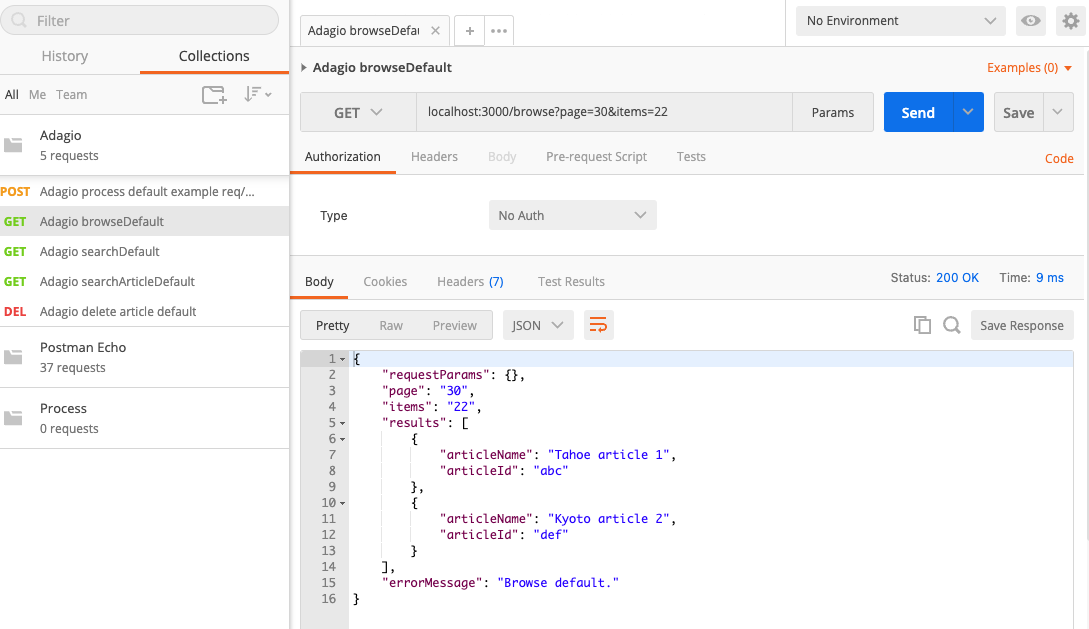 Filter
History Collections
All Me Team
Adagio
5 requests
POST Adagio process default example req/...
GET Adagio browseDefault
GET Adagio searchDefault
GET Adagio searchArticleDefault
DEL Adagio delete article default
Postman Echo
37 requests
Process
0 requests
Adagio browseDefau
No Environment
Adagio browseDefault
Examples (0)
GET localhost:3000/browse?page=30&items=22 Params Send Save
Authorization Headers Body Pre-request Script Tests Code
Type No Auth
Body Cookies Headers (7) Test Results Status: 200 OK Time: 9 ms
Pretty Raw Preview JSON Save Response
1 {
2 "requestParams": {},
3 "page": "30",
4 "items": "22",
5 "results": [
6 {
7 "articleName": "Tahoe article 1",
8 "articleId": "abc"
9 },
10 {
11 "articleName": "Kyoto article 2",
12 "articleId": "def"
13 }
14 ],
15 "errorMessage": "Browse default."
16 }